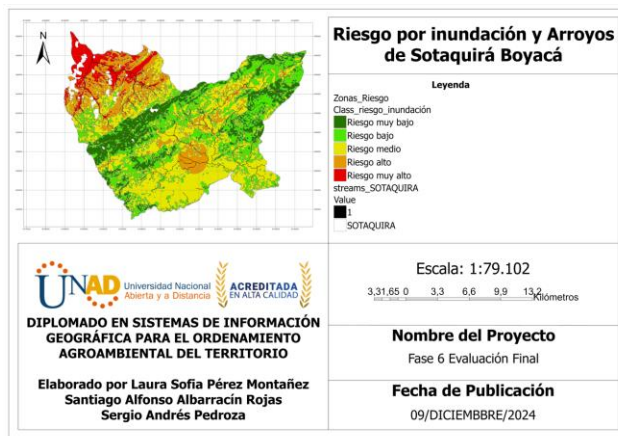 N
Riesgo por inundación y Arroyos
de Sotaquirá Boyacá
Leyenda
Zonas_Riesgo
Class_riesgo_inundación
Riesgo muy bajo
Riesgo bajo
Riesgo medio
Riesgo alto
Riesgo muy alto
streams_SOTAQUIRA
Value
1
SOTAQUIRA
Escala: 1:79.102
3,31,65 0 3,3 6,6 9,9 13,2
Kilómetros
UNAD
Universidad Nacional
Abierta y a Distancia
ACREDITADA
EN ALTA CALIDAD
DIPLOMADO EN SISTEMAS DE INFORMACIÓN
GEOGRÁFICA PARA EL ORDENAMIENTO
AGROAMBIENTAL DEL TERRITORIO
Elaborado por Laura Sofia Pérez Montañez
Santiago Alfonso Albarracín Rojas
Sergio Andrés Pedroza
Nombre del Proyecto
Fase 6 Evaluación Final
Fecha de Publicación
09/DICIEMBBRE/2024